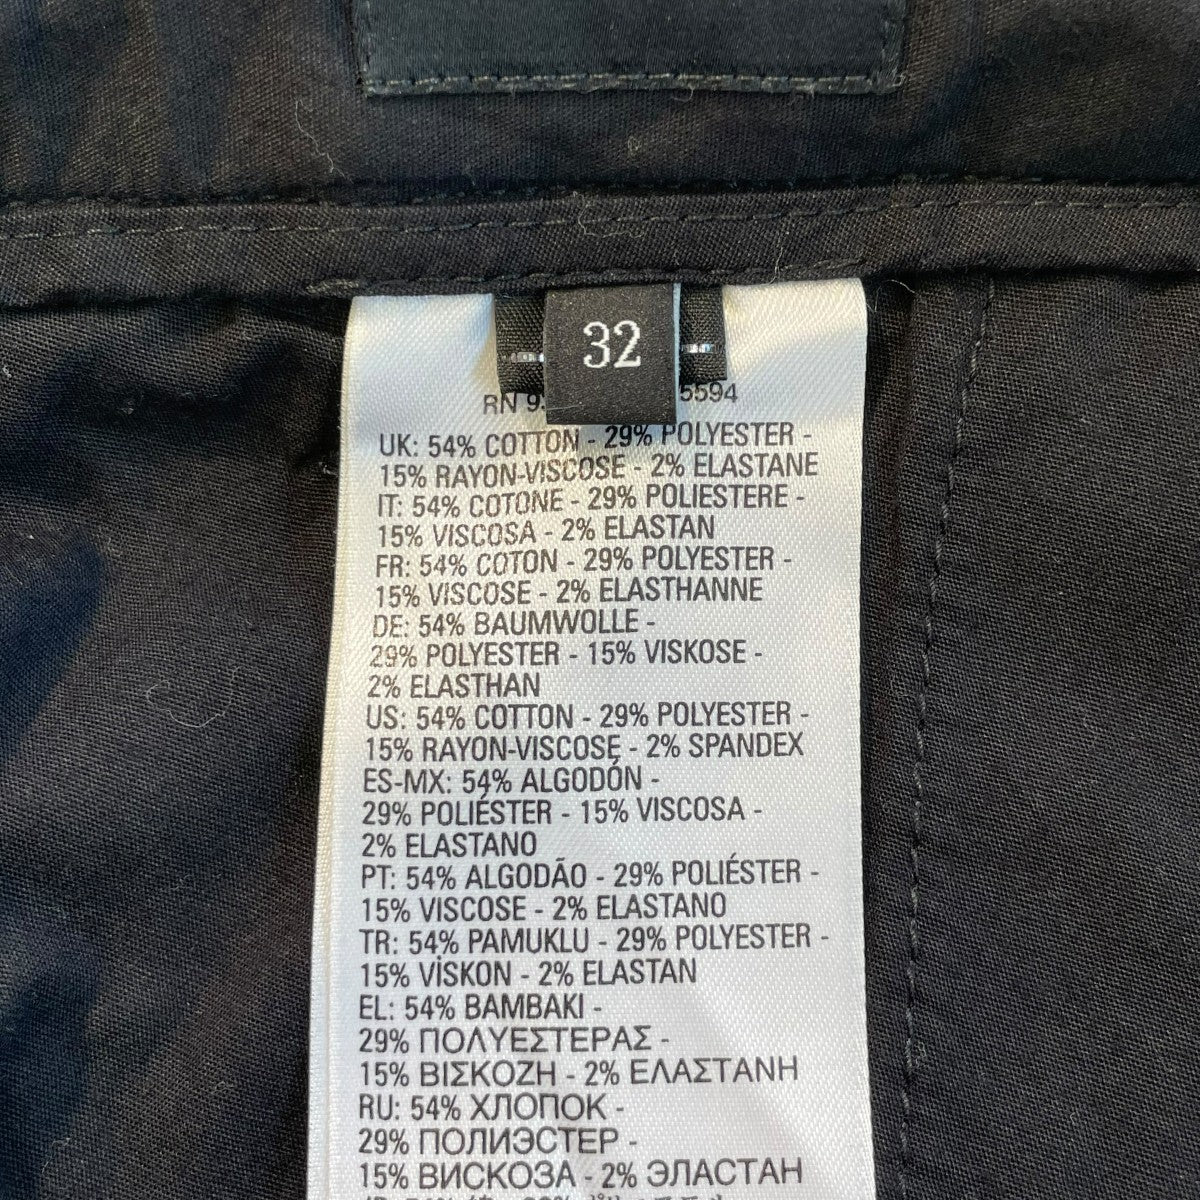 32
RN
5594
UK: 54% COTTON - 29% POLYESTER -
15% RAYON-VISCOSE - 2% ELASTANE
IT: 54% COTONE - 29% POLIESTERE -
15% VISCOSA - 2% ELASTAN
FR: 54% COTON - 29% POLYESTER -
15% VISCOSE - 2% ELASTHANNE
DE: 54% BAUMWOLLE -
29% POLYESTER - 15% VISKOSE -
2% ELASTHAN
US: 54% COTTON - 29% POLYESTER -
15% RAYON-VISCOSE - 2% SPANDEX
ES-MX: 54% ALGODÓN -
29% POLIÉSTER - 15% VISCOSA -
2% ELASTANO
PT: 54% ALGODÃO - 29% POLIÉSTER -
15% VISCOSE - 2% ELASTANO
TR: 54% PAMUKLU - 29% POLYESTER -
15% VİSKON - 2% ELASTAN
EL: 54% ΒΑΜΒΑΚΙ -
29% ΠΟΛΥΕΣΤΕΡΑΣ -
15% ΒΙΣΚΟΖΗ - 2% ΕΛΑΣΤΑΝΗ
RU: 54% ХЛОПОК -
29% ПОЛИЭСТЕР -
15% ВИСКОЗА - 2% ЭЛАСТАН